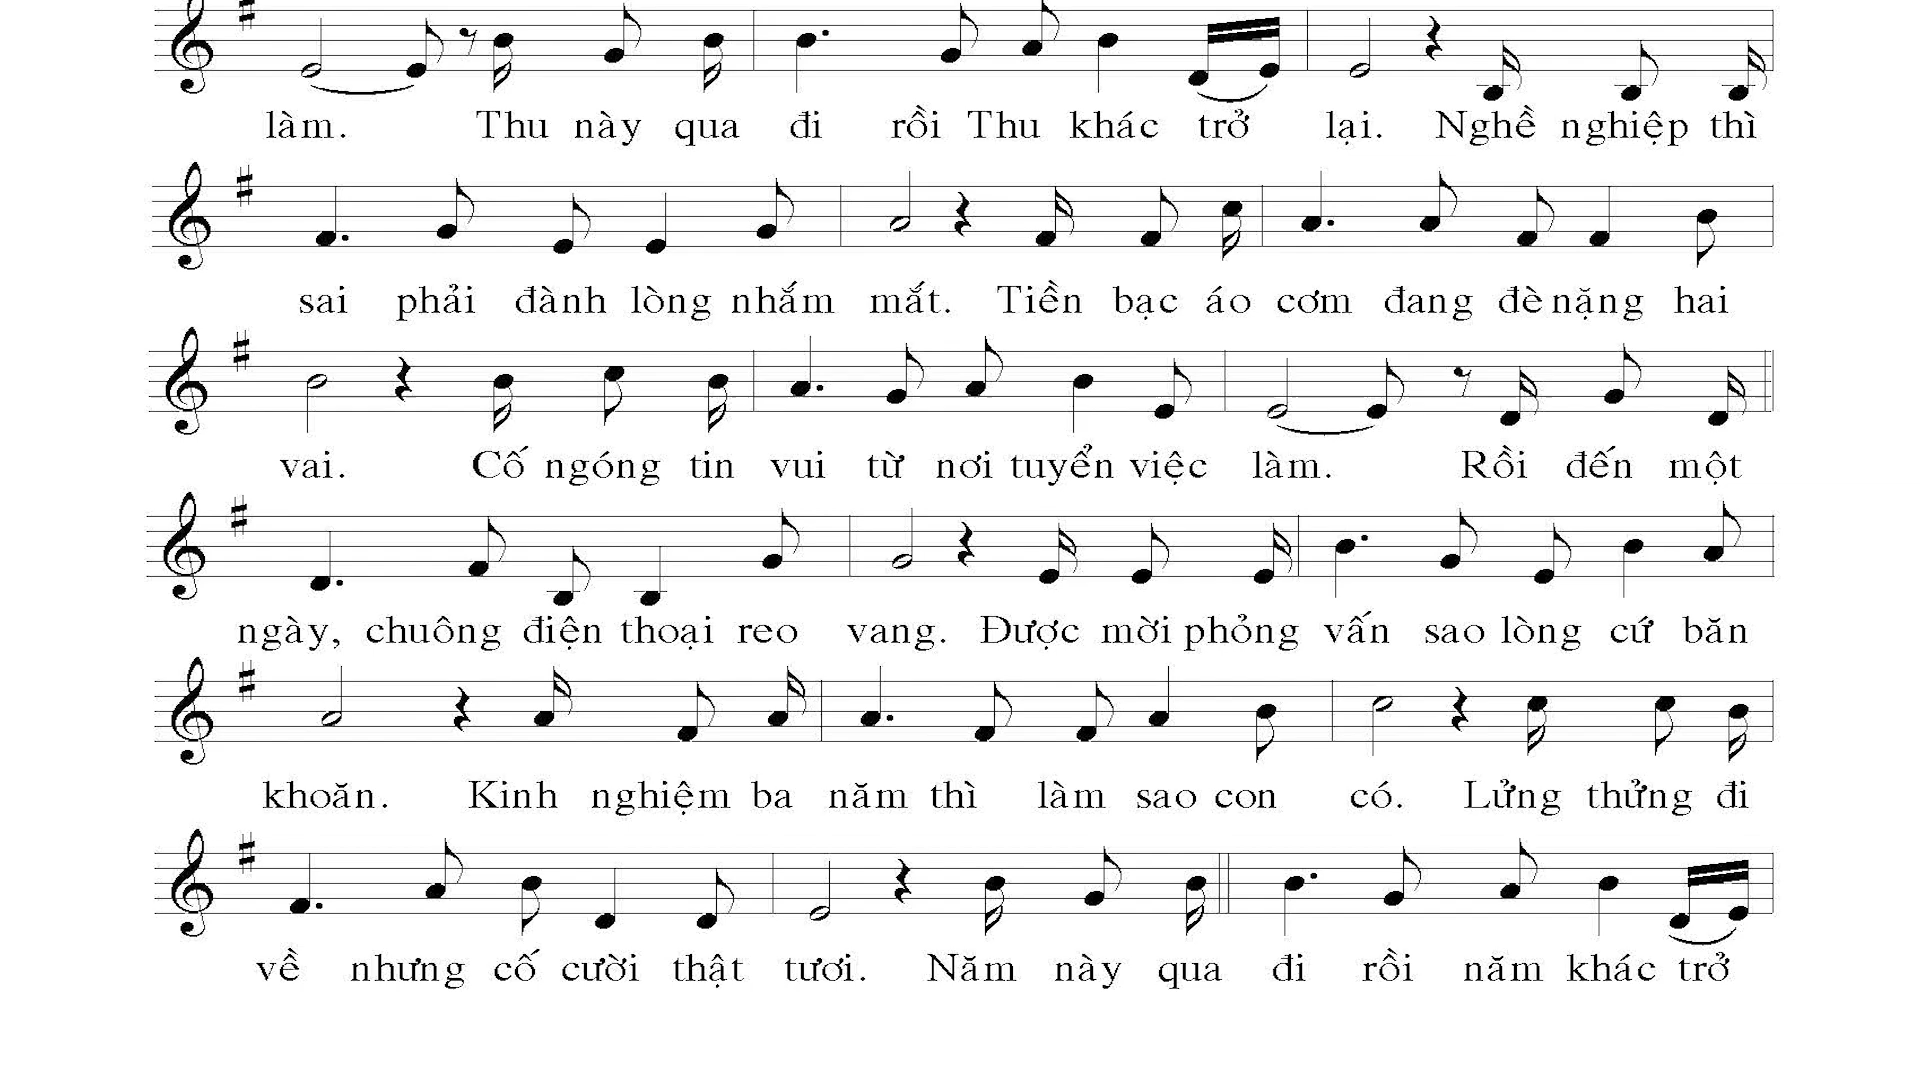 làm. Thu này qua đi rồi Thu khác trở lại. Nghề nghiệp thì
sai phải đành lòng nhắm mắt. Tiền bạc áo cơm đang đè nặng hai
vai. Cố ngóng tin vui từ nơi tuyển việc làm. Rồi đến một
ngày, chuông điện thoại reo vang. Được mời phỏng vấn sao lòng cứ băn
khoăn. Kinh nghiệm ba năm thì làm sao con có. Lửng thửng đi
về nhưng cố cười thật tươi. Năm này qua đi rồi năm khác trở